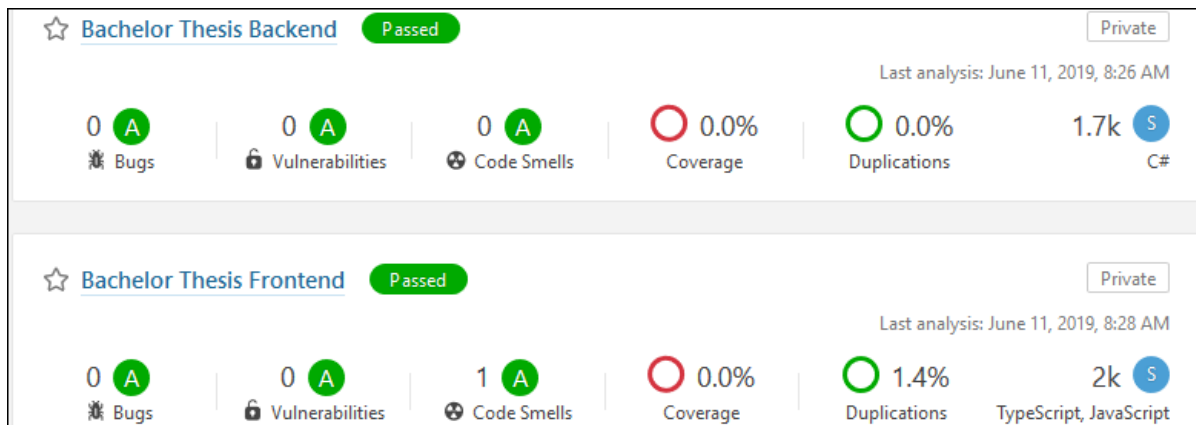 Bachelor Thesis Backend Passed Private
Last analysis: June 11, 2019, 8:26 AM
0 A 0 A 0 A 0.0% 0.0% 1.7k S
Bugs Vulnerabilities Code Smells Coverage Duplications C#
Bachelor Thesis Frontend Passed Private
Last analysis: June 11, 2019, 8:28 AM
0 A 0 A 1 A 0.0% 1.4% 2k S
Bugs Vulnerabilities Code Smells Coverage Duplications TypeScript, JavaScript